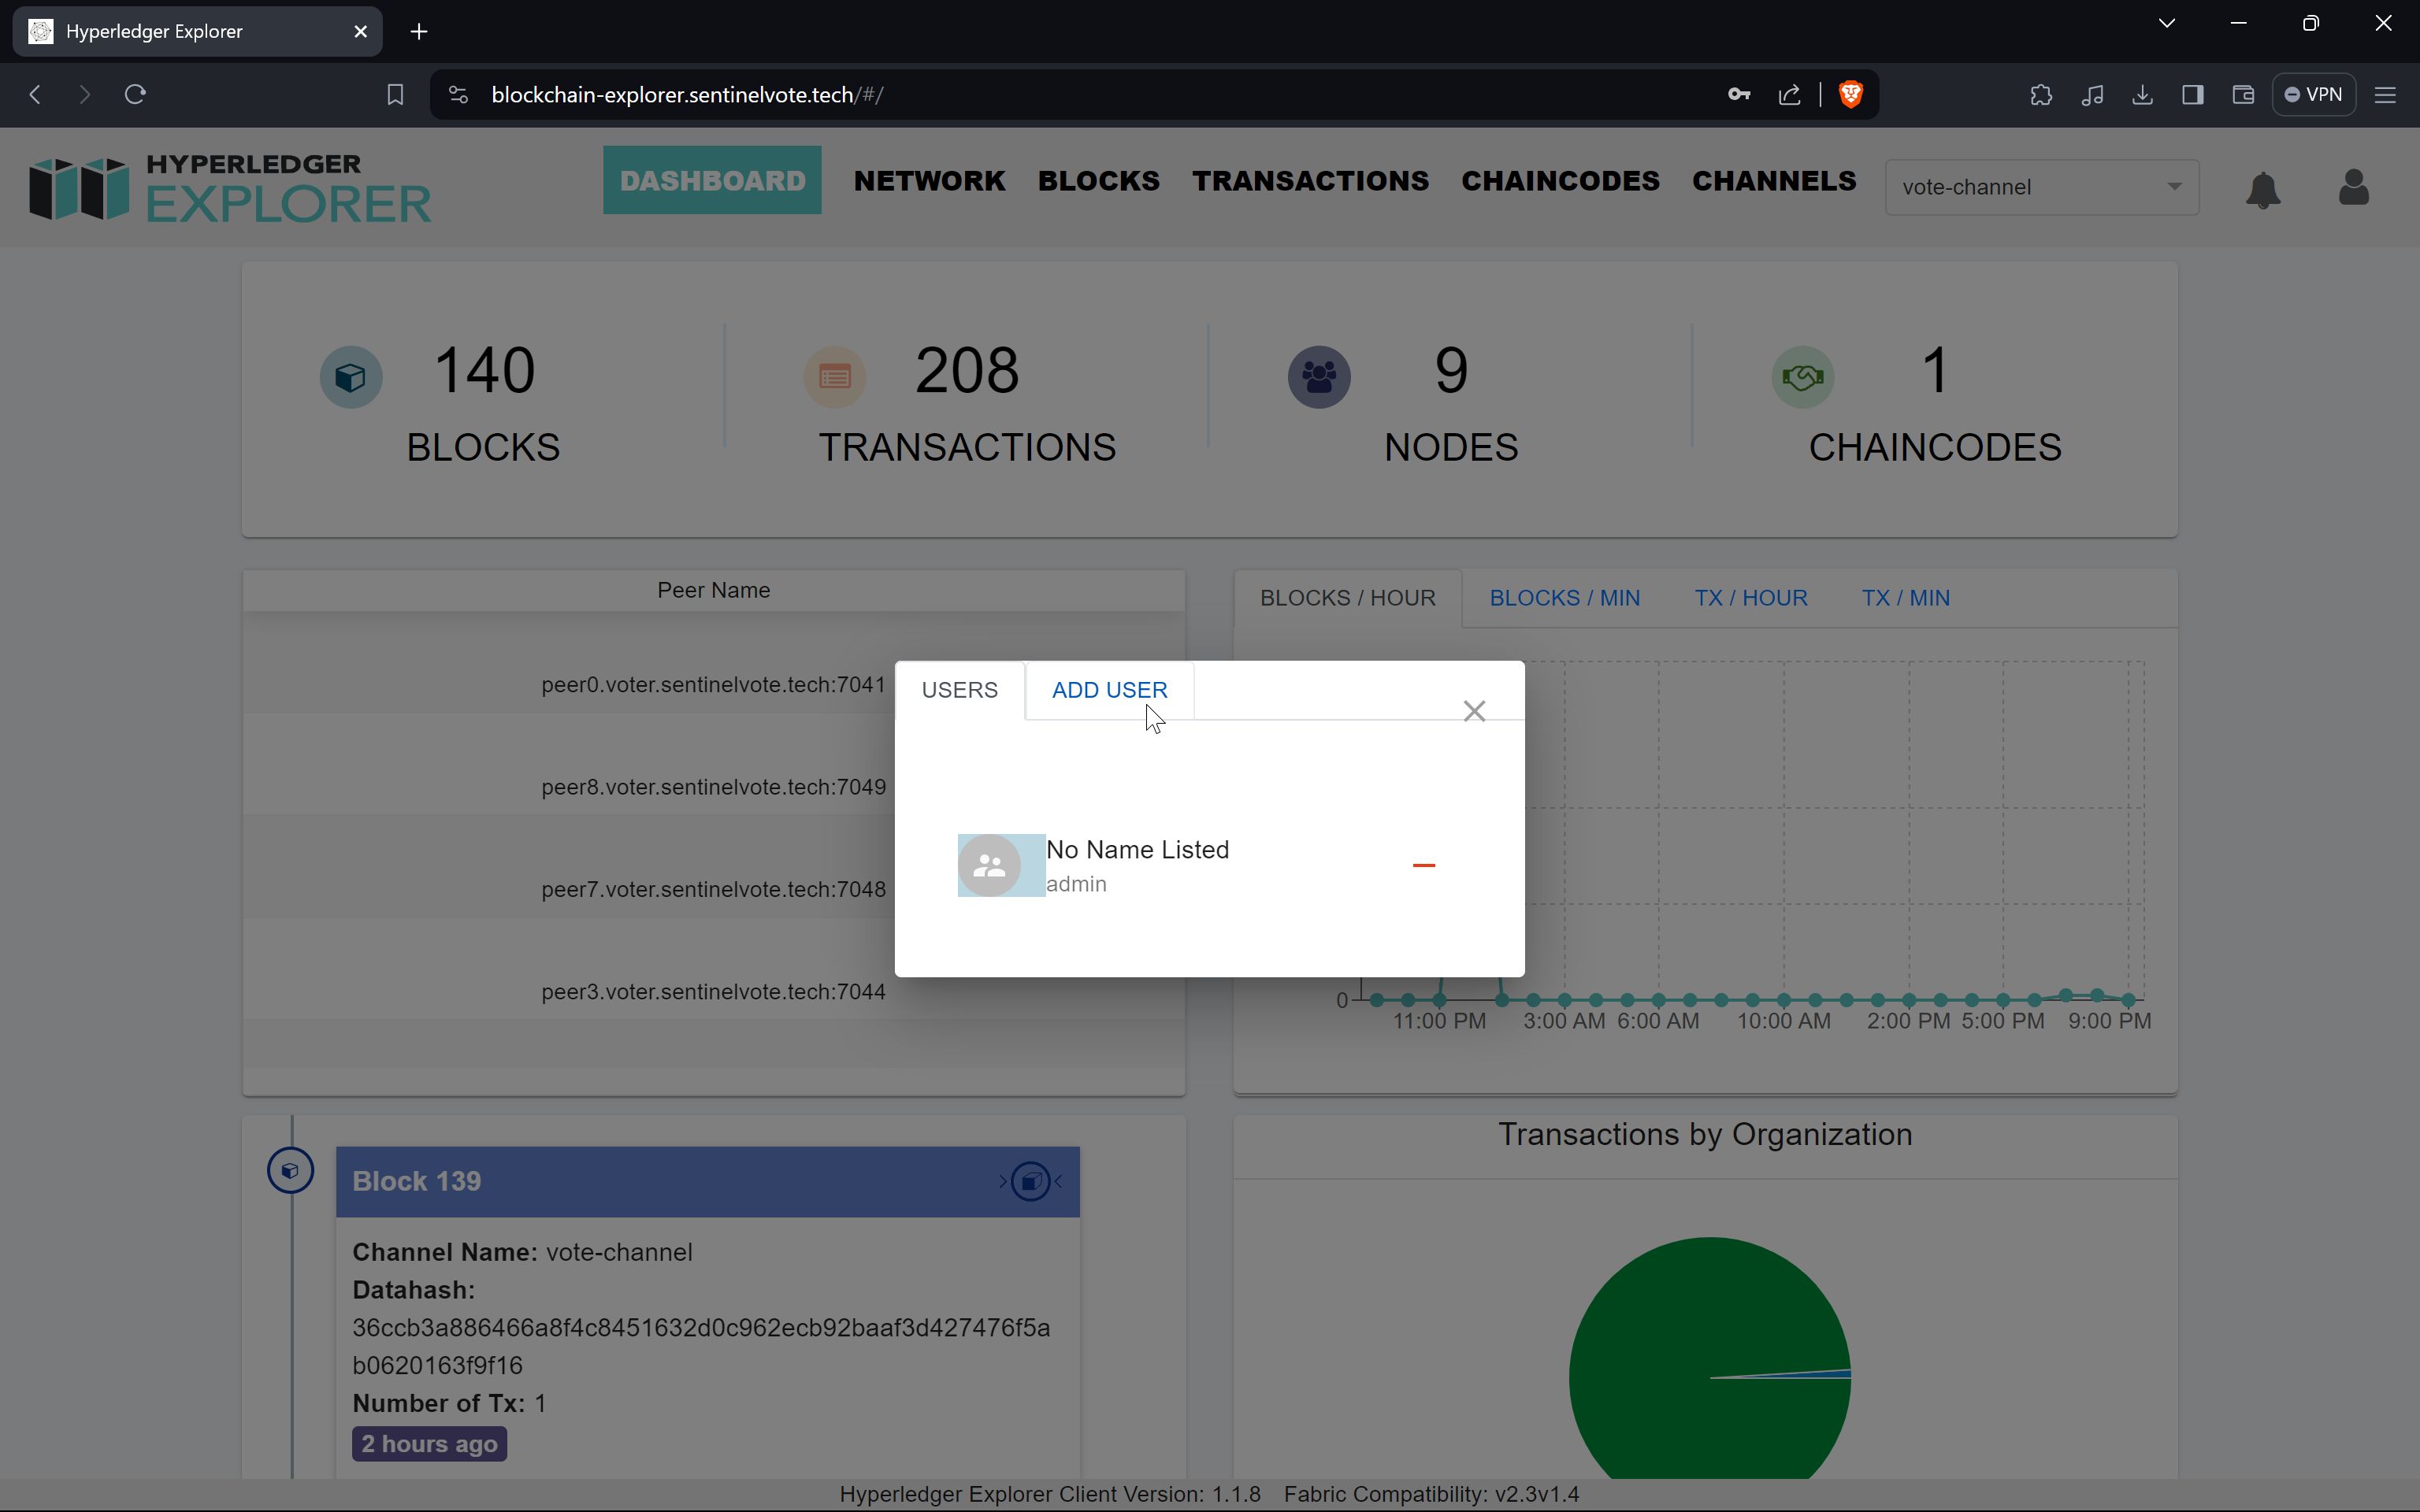 Hyperledger Explorer
blockchain-explorer.sentinelvote.tech/#/
VPN
HYPERLEDGER
EXPLORER
DASHBOARD NETWORK BLOCKS TRANSACTIONS CHAINCODES CHANNELS vote-channel
140 208 9 1
BLOCKS TRANSACTIONS NODES CHAINCODES
Peer Name
peer0.voter.sentinelvote.tech:7041
peer8.voter.sentinelvote.tech:7049
peer7.voter.sentinelvote.tech:7048
peer3.voter.sentinelvote.tech:7044
BLOCKS / HOUR BLOCKS / MIN TX / HOUR TX / MIN
USERS ADD USER
No Name Listed
admin
0
11:00 PM 3:00 AM 6:00 AM 10:00 AM 2:00 PM 5:00 PM 9:00 PM
Block 139
Channel Name: vote-channel
Datahash:
36ccb3a886466a8f4c8451632d0c962ecb92baaf3d427476f5a
b0620163f9f16
Number of Tx: 1
2 hours ago
Transactions by Organization
Hyperledger Explorer Client Version: 1.1.8 Fabric Compatibility: v2.3v1.4